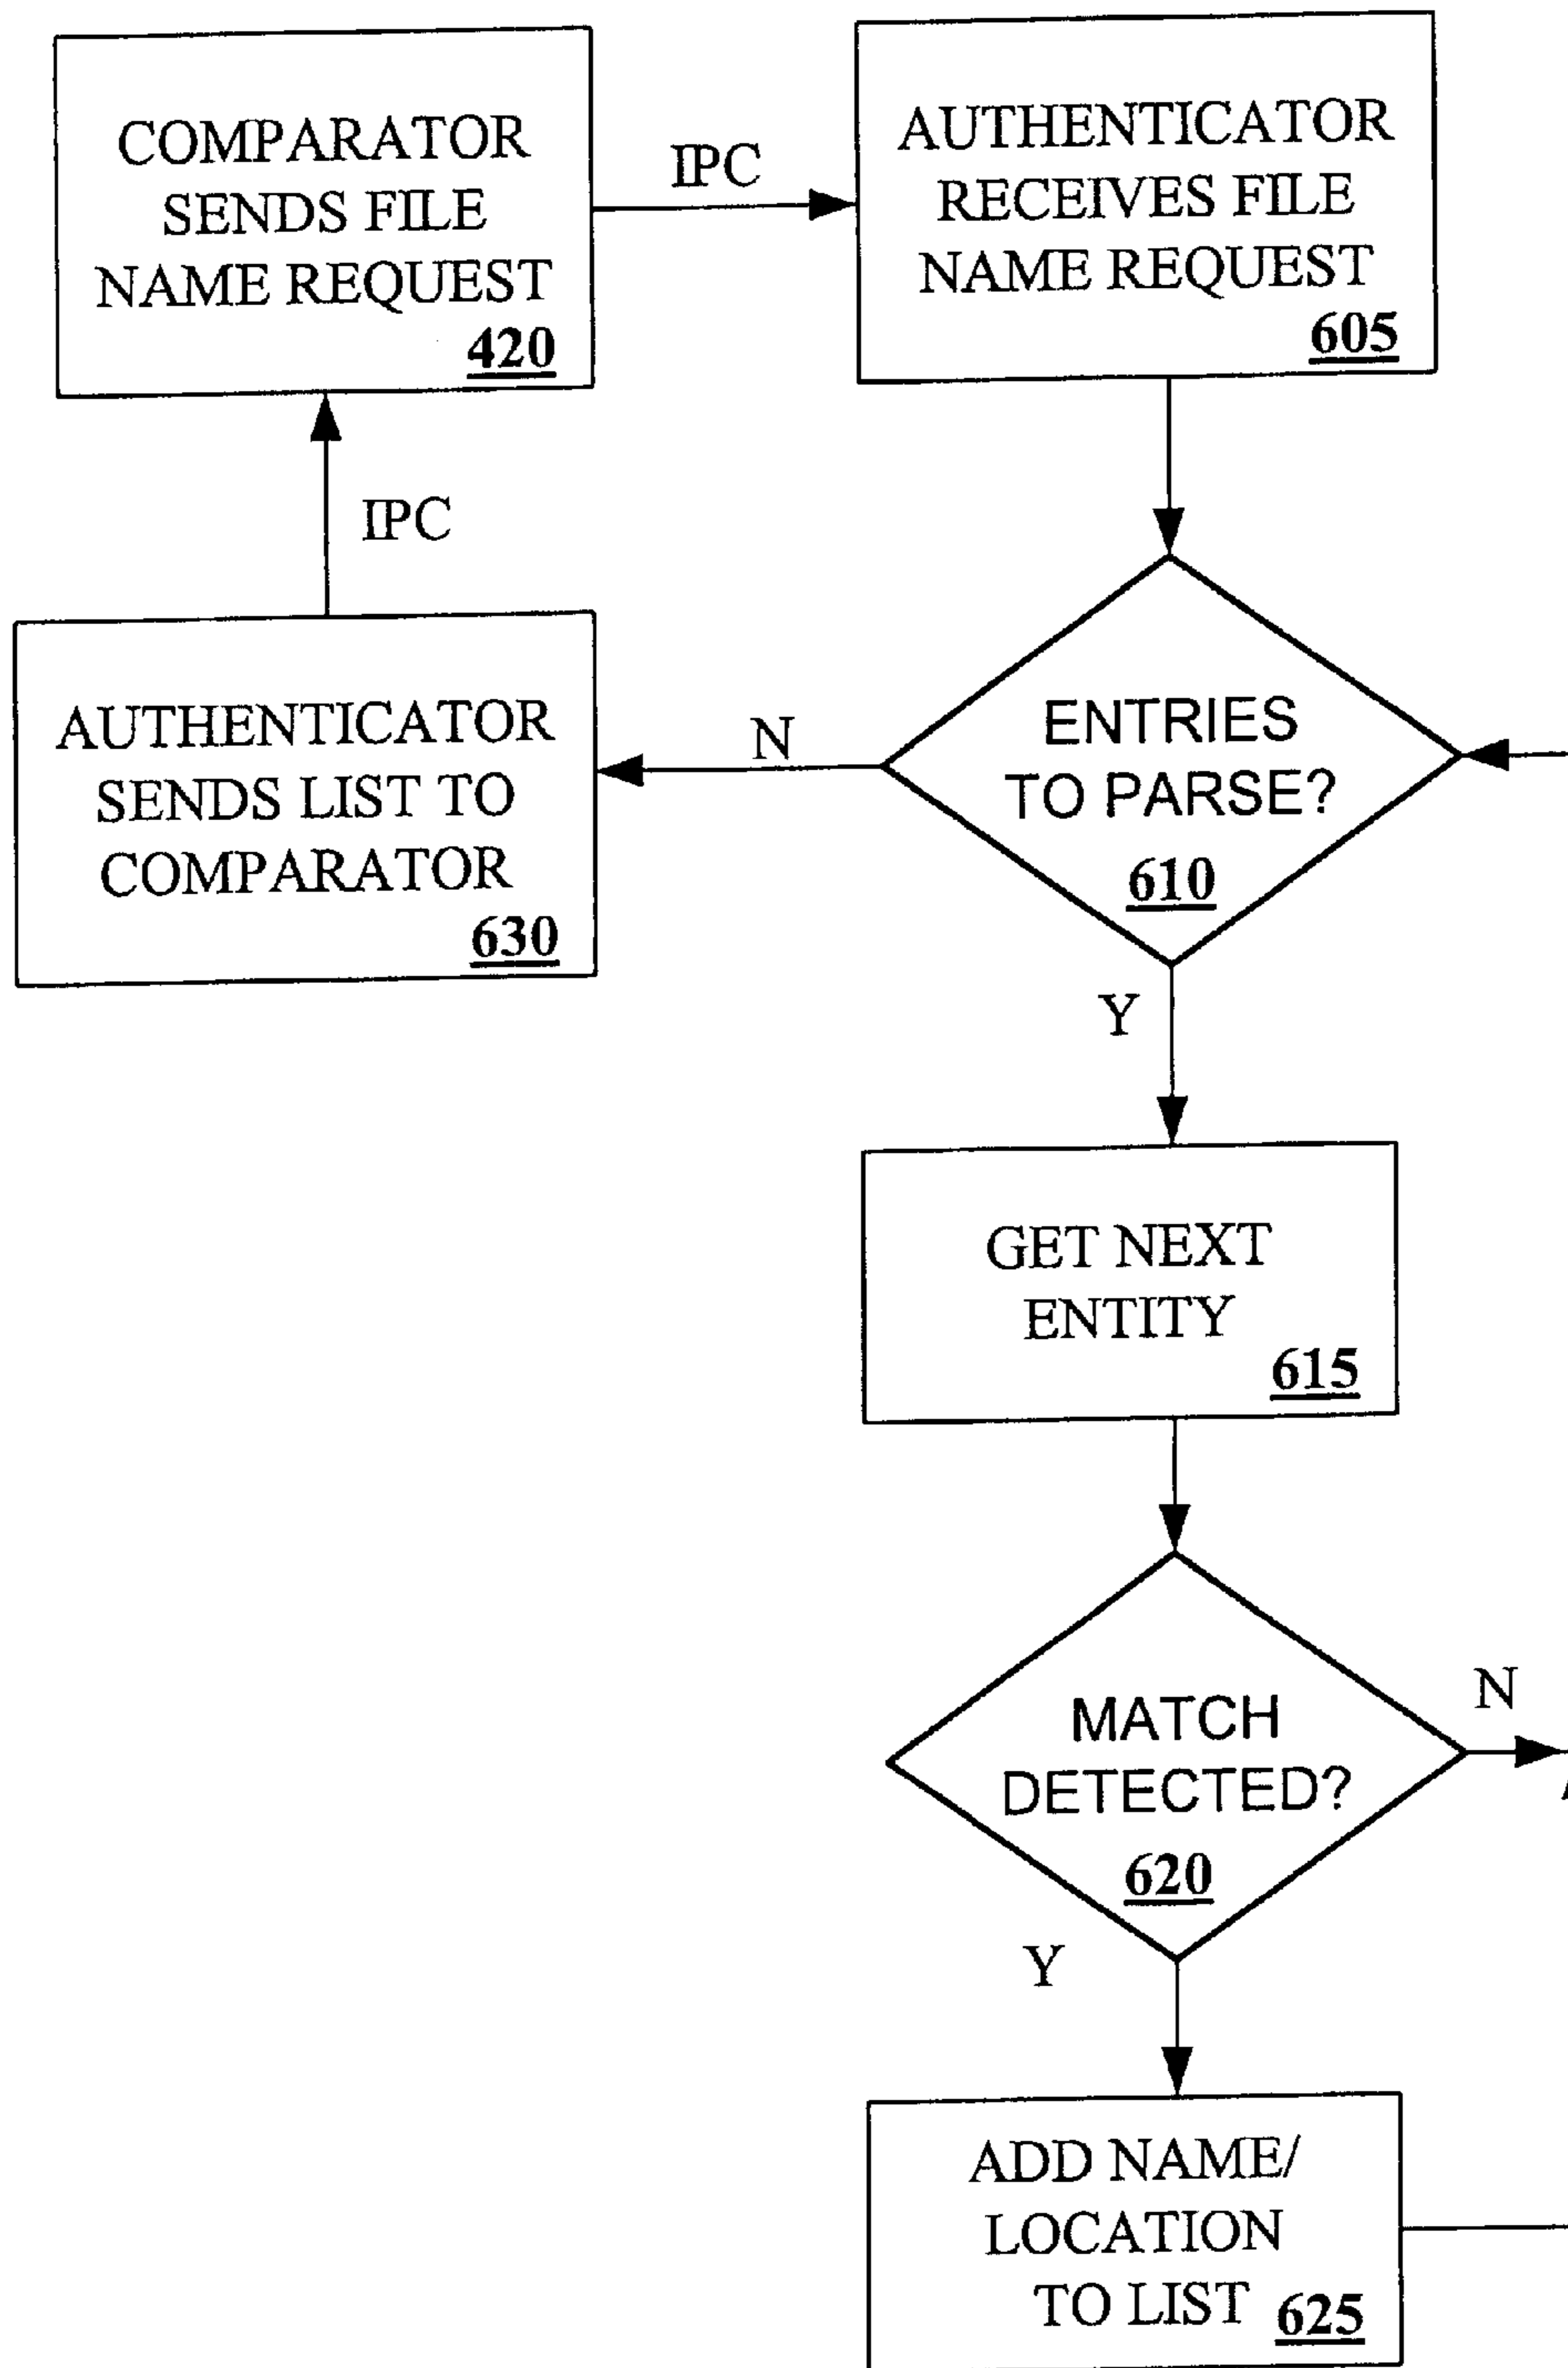 COMPARATOR
SENDS FILE
NAME REQUEST
420
IPC
AUTHENTICATOR
RECEIVES FILE
NAME REQUEST
605
IPC
AUTHENTICATOR
SENDS LIST TO
COMPARATOR
630
N
ENTRIES
TO PARSE?
610
Y
GET NEXT
ENTITY
615
MATCH
DETECTED?
620
N
Y
ADD NAME/
LOCATION
TO LIST
625